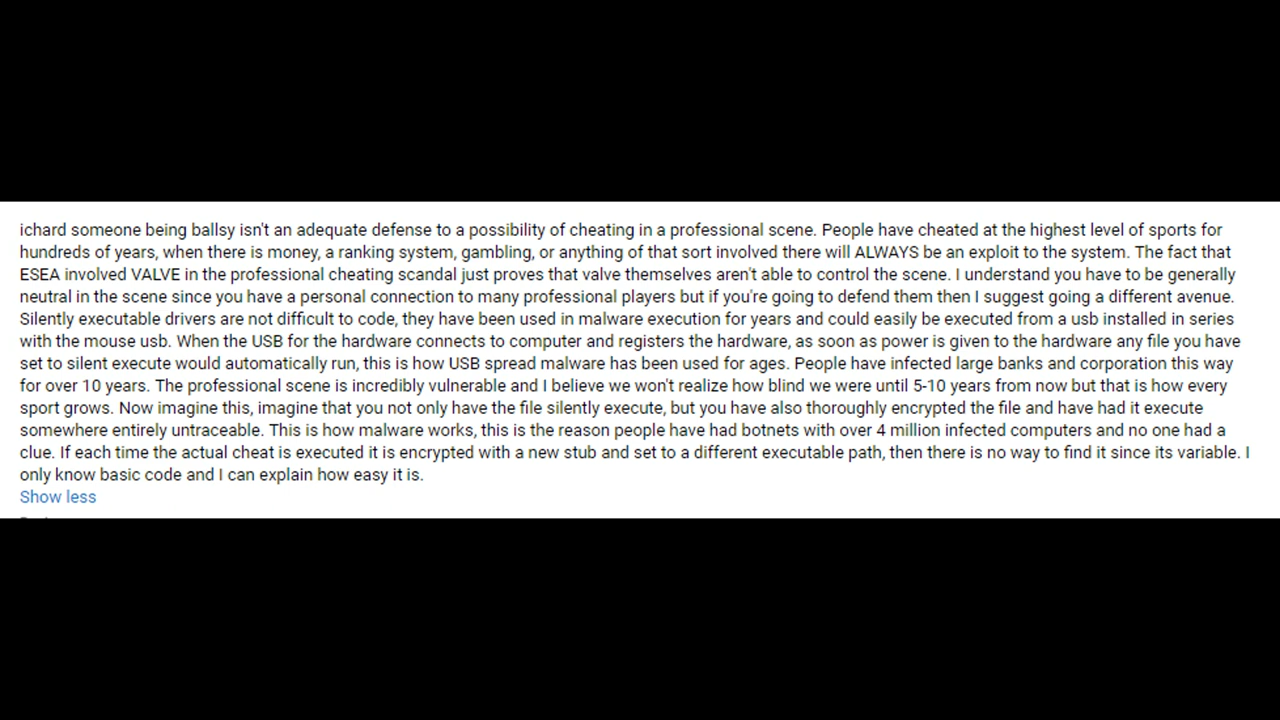 ichard someone being ballsy isn't an adequate defense to a possibility of cheating in a professional scene. People have cheated at the highest level of sports for
hundreds of years, when there is money, a ranking system, gambling, or anything of that sort involved there will ALWAYS be an exploit to the system. The fact that
ESEA involved VALVE in the professional cheating scandal just proves that valve themselves aren't able to control the scene. I understand you have to be generally
neutral in the scene since you have a personal connection to many professional players but if you're going to defend them then I suggest going a different avenue.
Silently executable drivers are not difficult to code, they have been used in malware execution for years and could easily be executed from a usb installed in series
with the mouse usb. When the USB for the hardware connects to computer and registers the hardware, as soon as power is given to the hardware any file you have
set to silent execute would automatically run, this is how USB spread malware has been used for ages. People have infected large banks and corporation this way
for over 10 years. The professional scene is incredibly vulnerable and I believe we won't realize how blind we were until 5-10 years from now but that is how every
sport grows. Now imagine this, imagine that you not only have the file silently execute, but you have also thoroughly encrypted the file and have had it execute
somewhere entirely untraceable. This is how malware works, this is the reason people have had botnets with over 4 million infected computers and no one had a
clue. If each time the actual cheat is executed it is encrypted with a new stub and set to a different executable path, then there is no way to find it since its variable. I
only know basic code and I can explain how easy it is.
Show less